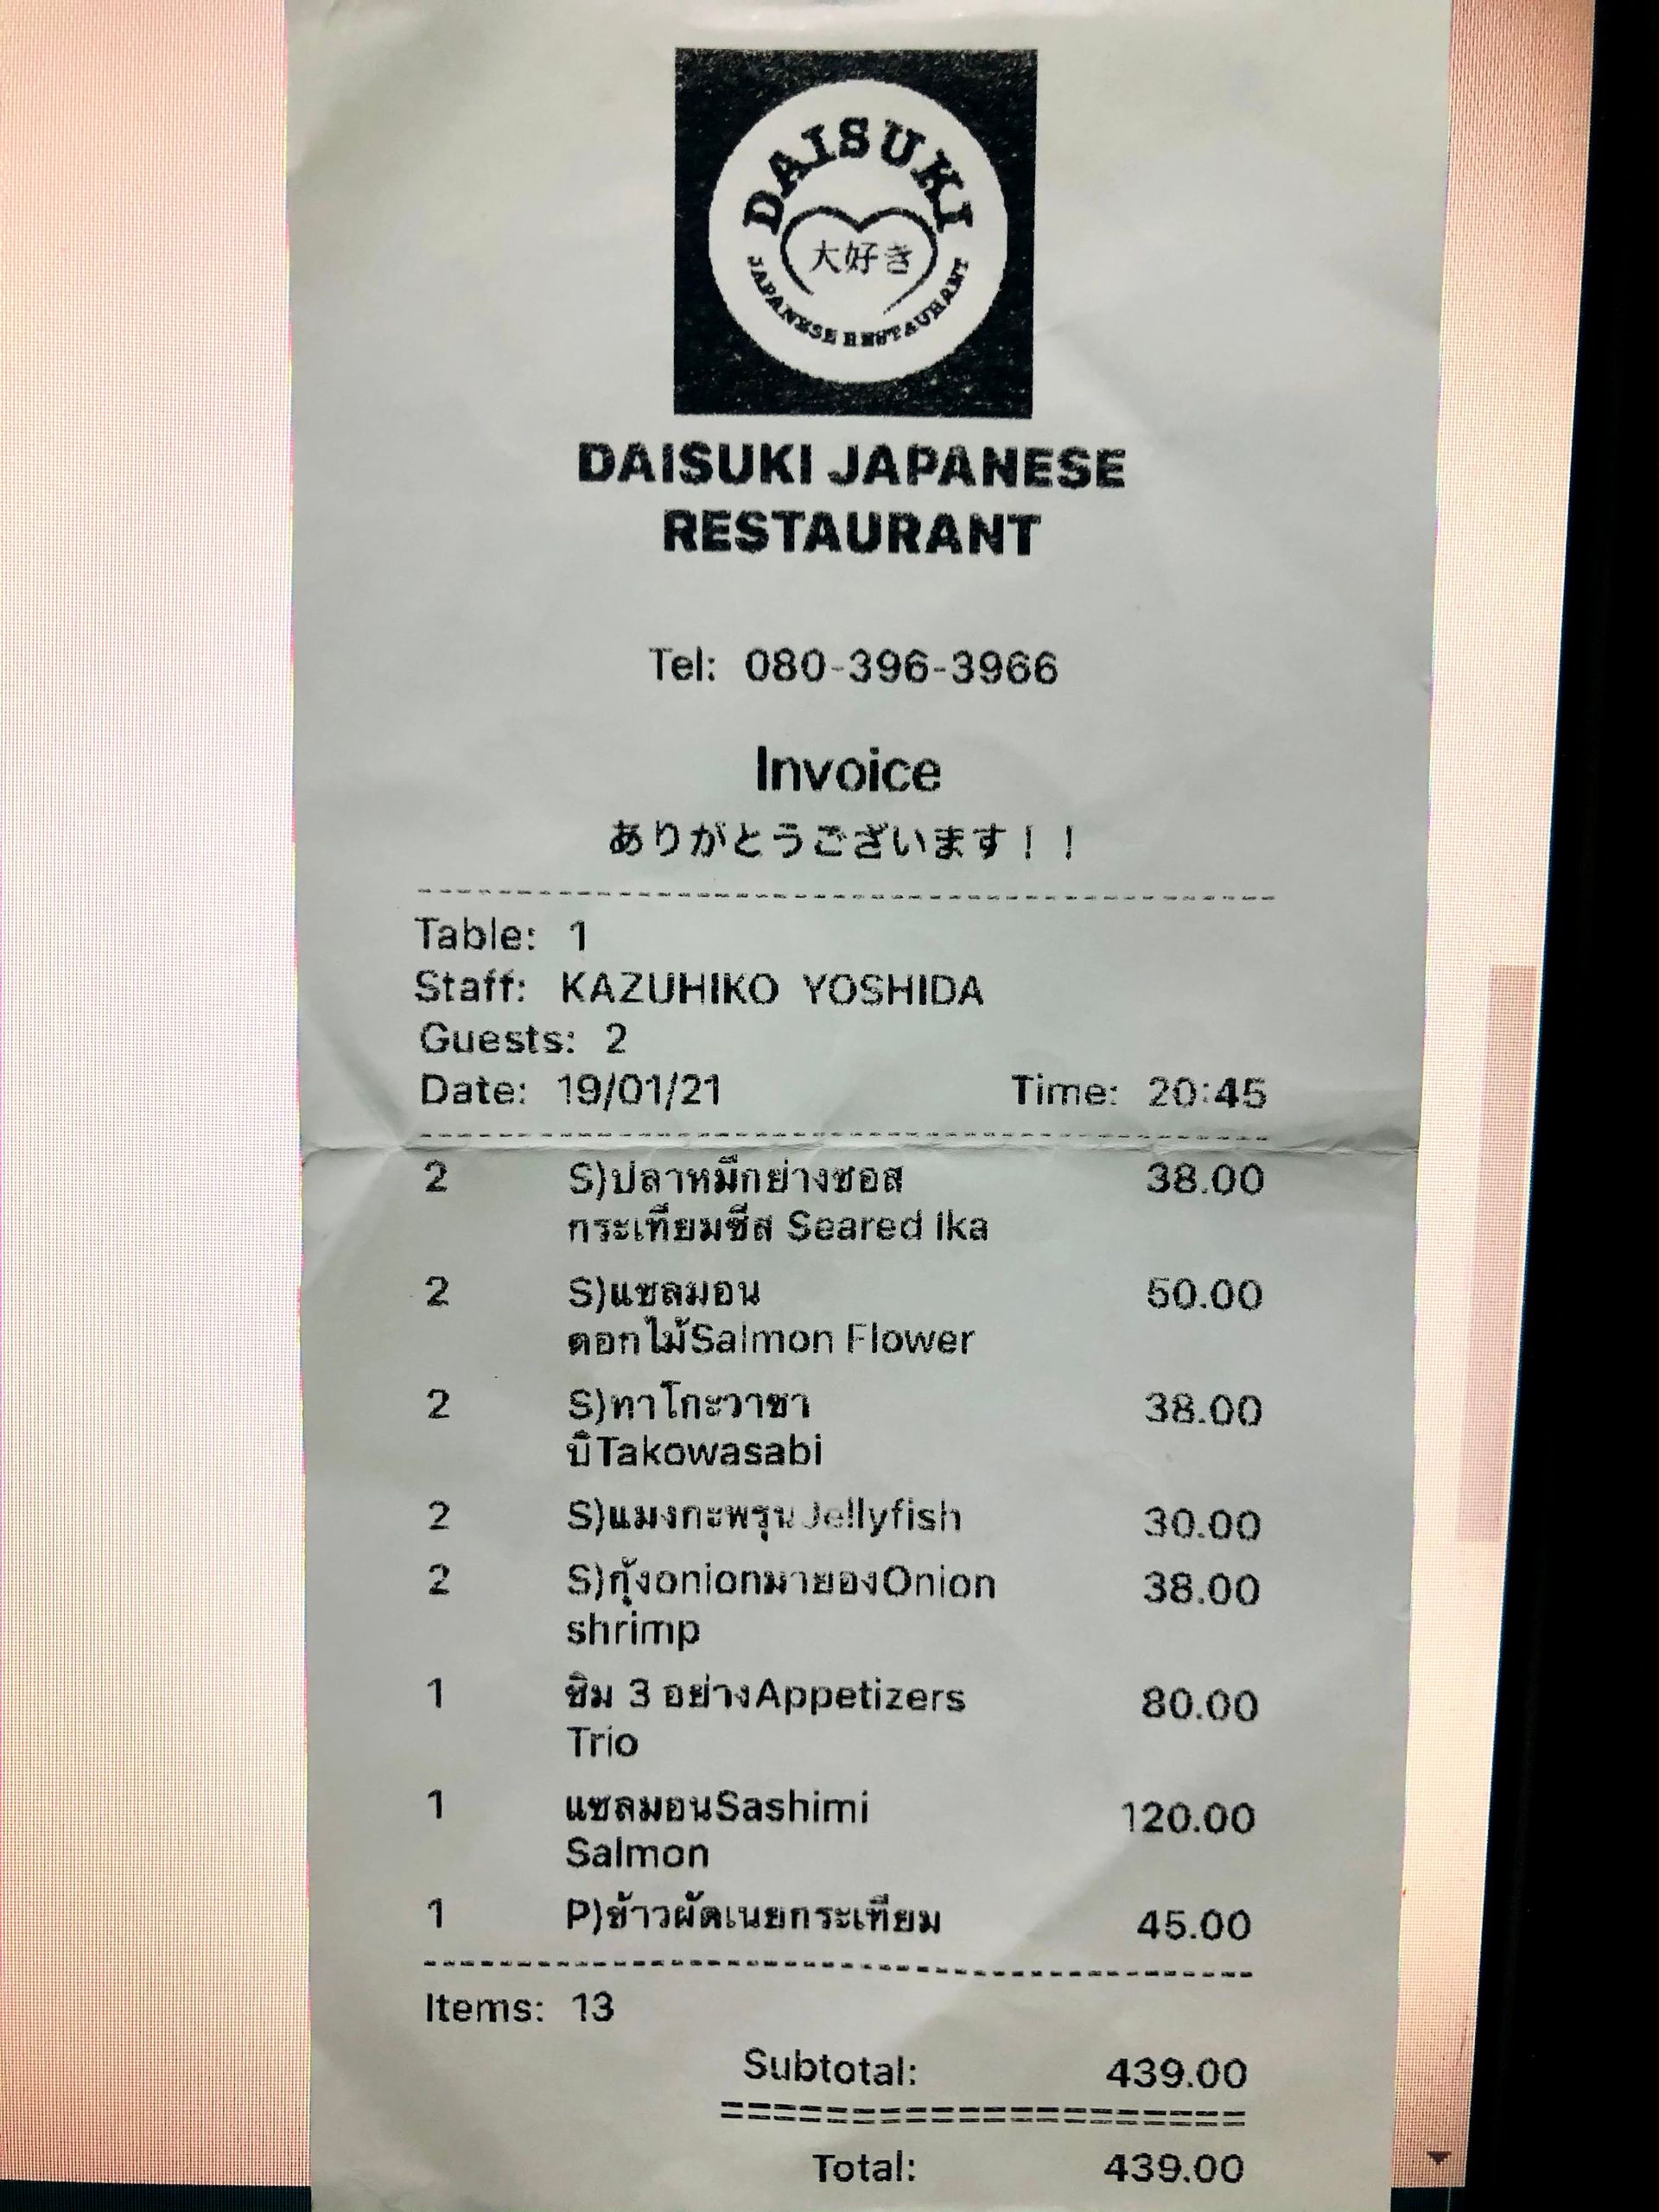 DAISUKI
大好き
JAPANESE RESTAURANT
DAISUKI JAPANESE
RESTAURANT
Tel: 080-396-3966
Invoice
ありがとうございます！！
Table: 1
Staff: KAZUHIKO YOSHIDA
Guests: 2
Date: 19/01/21 Time: 20:45
2 S)ปลาหมึกย่างซอส 38.00
กระเทียมชีส Seared Ika
2 S)แซลมอน 50.00
ดอกไม้Salmon Flower
2 S)ทาโกะวาซา 38.00
บิTakowasabi
2 S)แมงกะพรุนJellyfish 30.00
2 S)กุ้งonionมายองOnion 38.00
shrimp
1 ชิม 3 อย่างAppetizers 80.00
Trio
1 แซลมอนSashimi 120.00
Salmon
1 P)ข้าวผัดเนยกระเทียม 45.00
Items: 13
Subtotal: 439.00
Total: 439.00